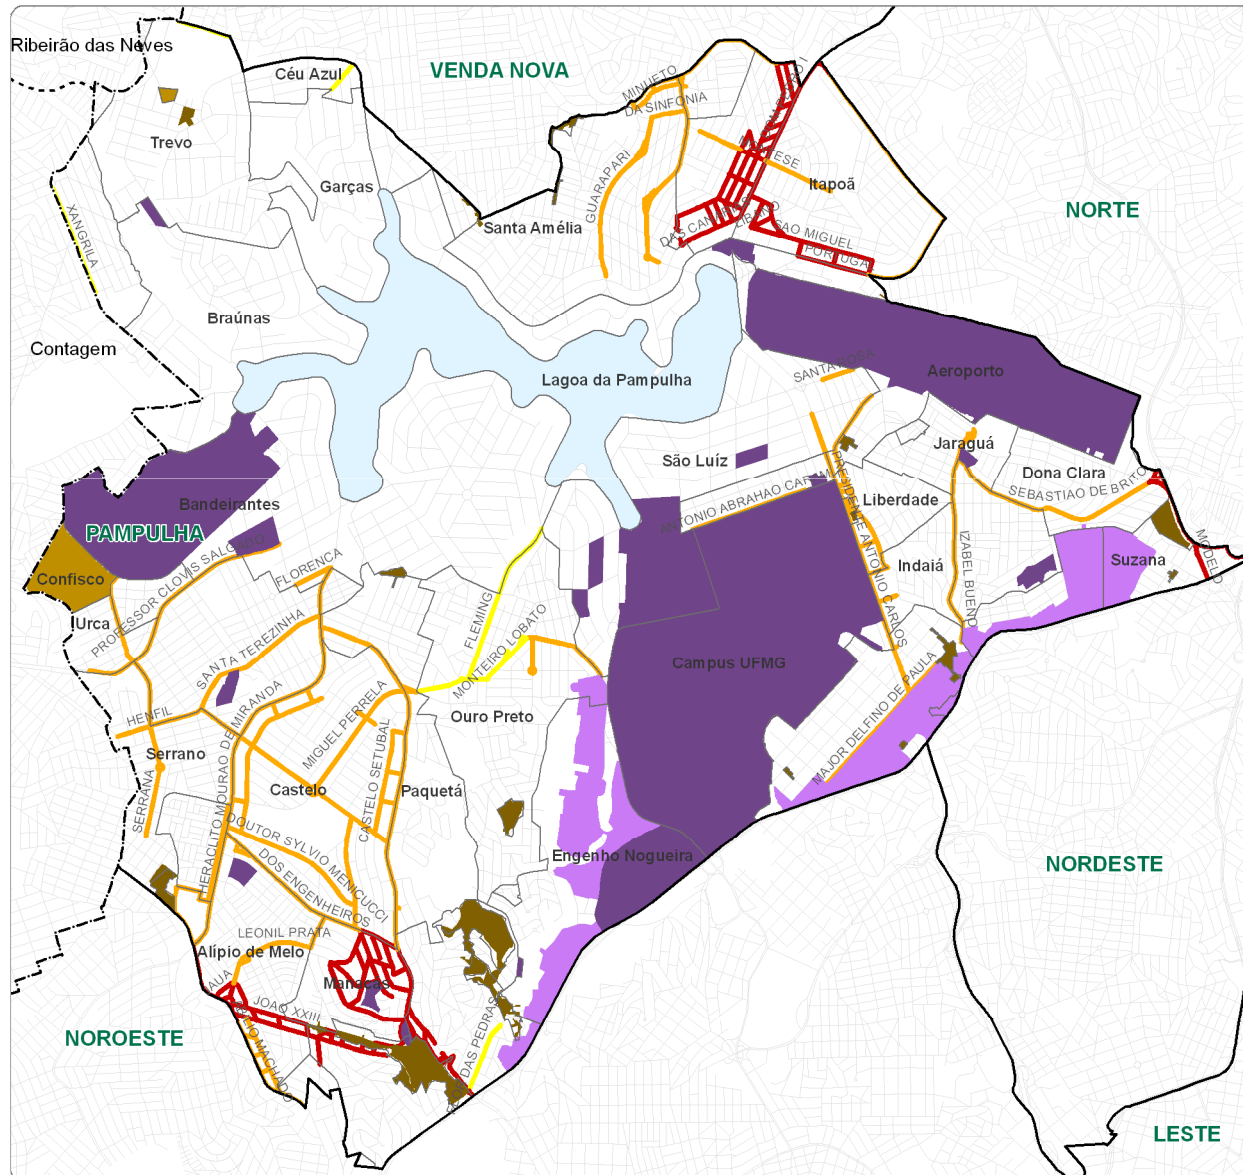 Ribeirão das Neves
Céu Azul
VENDA NOVA
MINUETO
DA SINFONIA
Trevo
Garças
GUARAPARI
Itapoã
XANGRILA
Santa Amélia
DAS CANARIAS
SAO MIGUEL
PORTUGAL
NORTE
Braúnas
Contagem
Lagoa da Pampulha
SANTA ROSA
Aeroporto
Jaraguá
São Luíz
Dona Clara
ANTONIO ABRAHAO CARAM
PRESIDENTE ANTONIO CARLOS
Liberdade
SEBASTIAO DE BRITO
Bandeirantes
PAMPULHA
MODELO
Suzana
Indaiá
IZABEL BUENO
Confisco
FLORENCA
Urca
PROFESSOR CLOVIS SALGADO
SANTA TEREZINHA
FLEMING
MONTEIRO LOBATO
Campus UFMG
MAJOR DELFINO DE PAULA
HENFIL
Ouro Preto
MIGUEL PERRELA
Serrano
HERACLITO MOURAO DE MIRANDA
Castelo
CASTELO SETUBAL
Paquetá
SERRANA
DOUTOR SYLVIO MENICUCCI
DOS ENGENHEIROS
Engenho Nogueira
NORDESTE
LEONIL PRATA
Alípio de Melo
Manacás
JOAO XXIII
NOROESTE
DAS PEDRAS
MACHADO
LESTE